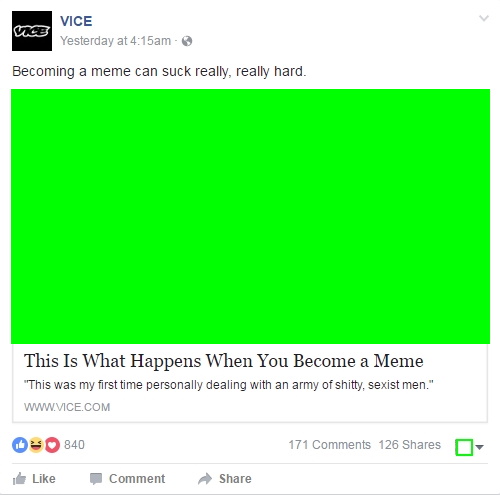 VICE
VICE
Yesterday at 4:15am ·
Becoming a meme can suck really, really hard.
This Is What Happens When You Become a Meme
"This was my first time personally dealing with an army of shitty, sexist men."
WWW.VICE.COM
840
171 Comments 126 Shares
Like Comment Share